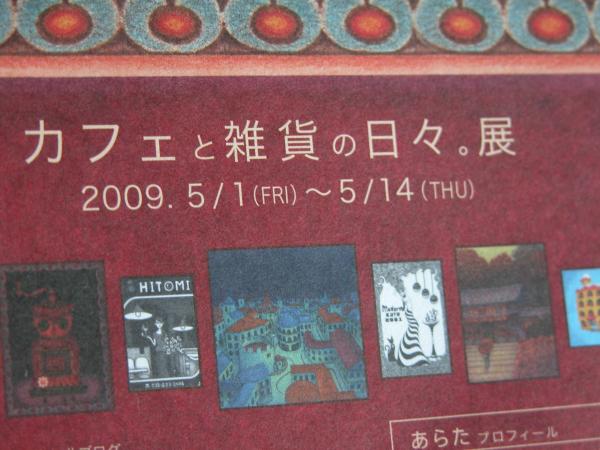 カフェと雑貨の日々。展
2009. 5/1(FRI)～5/14(THU)
HITOMI
あらた プロフィール